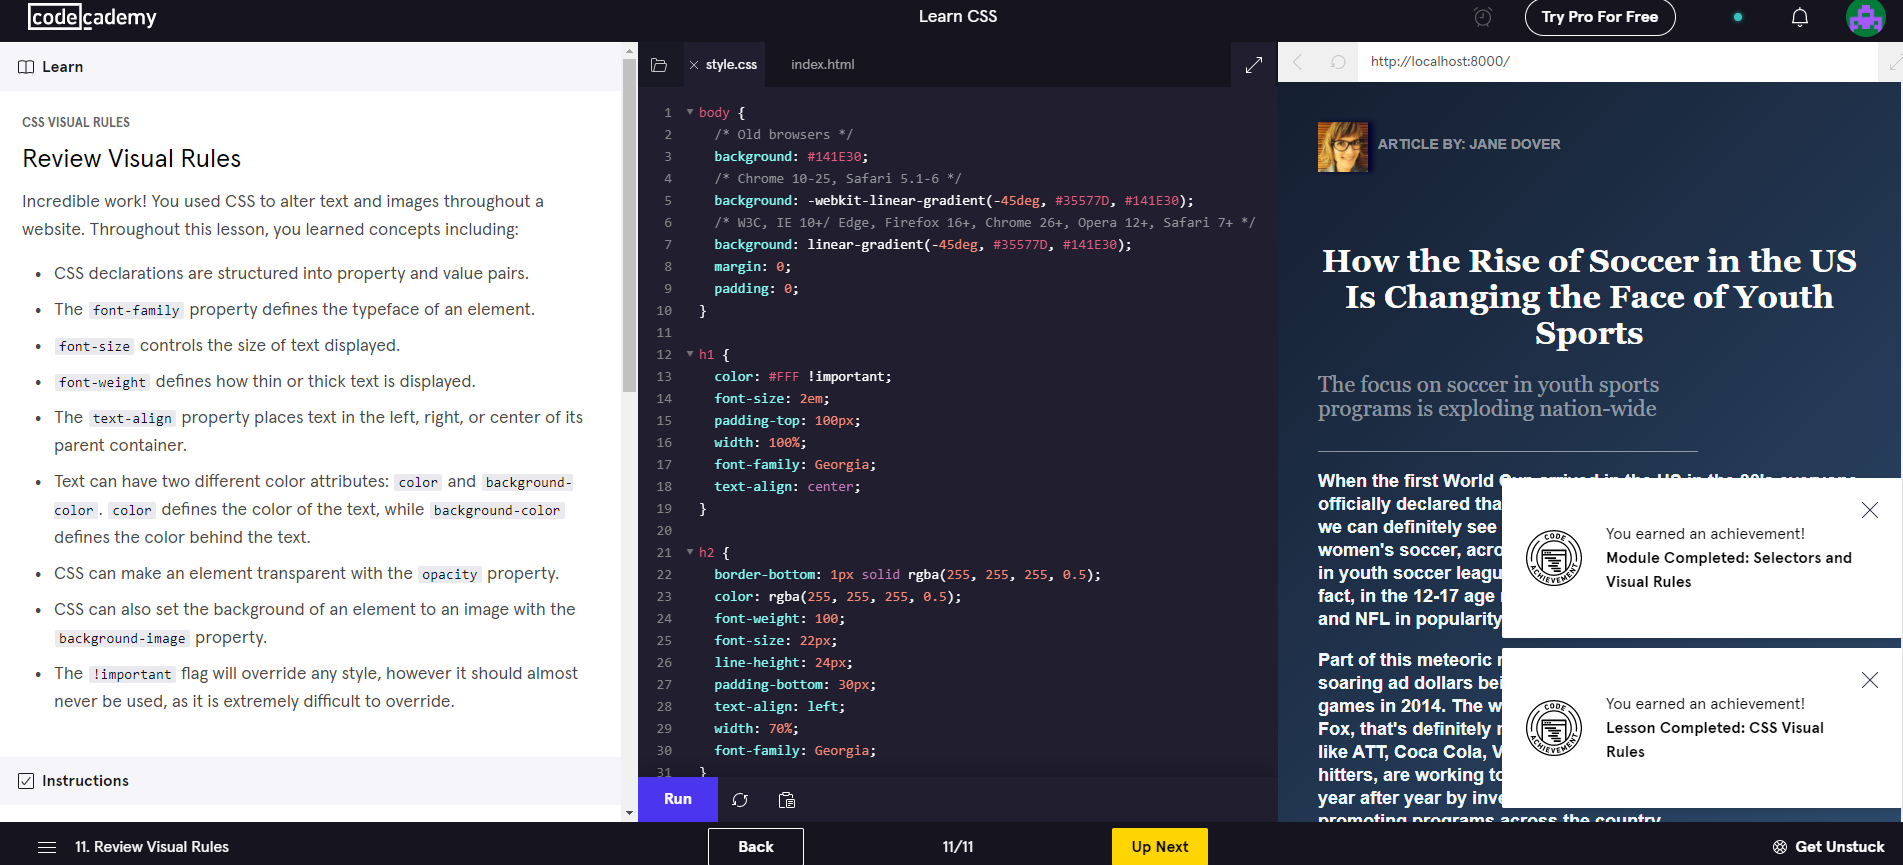 codecademy
Learn CSS
Try Pro For Free
Learn
CSS VISUAL RULES
Review Visual Rules
Incredible work! You used CSS to alter text and images throughout a
website. Throughout this lesson, you learned concepts including:
• CSS declarations are structured into property and value pairs.
• The font-family property defines the typeface of an element.
• font-size controls the size of text displayed.
• font-weight defines how thin or thick text is displayed.
• The text-align property places text in the left, right, or center of its
parent container.
• Text can have two different color attributes: color and background-
color. color defines the color of the text, while background-color
defines the color behind the text.
• CSS can make an element transparent with the opacity property.
• CSS can also set the background of an element to an image with the
background-image property.
• The !important flag will override any style, however it should almost
never be used, as it is extremely difficult to override.
Instructions
style.css
index.html
1 body {
2 /* Old browsers */
3 background: #141E30;
4 /* Chrome 10-25, Safari 5.1-6 */
5 background: -webkit-linear-gradient(-45deg, #35577D, #141E30);
6 /* W3C, IE 10+/ Edge, Firefox 16+, Chrome 26+, Opera 12+, Safari 7+ */
7 background: linear-gradient(-45deg, #35577D, #141E30);
8 margin: 0;
9 padding: 0;
10 }
11
12 h1 {
13 color: #FFF !important;
14 font-size: 2em;
15 padding-top: 100px;
16 width: 100%;
17 font-family: Georgia;
18 text-align: center;
19 }
20
21 h2 {
22 border-bottom: 1px solid rgba(255, 255, 255, 0.5);
23 color: rgba(255, 255, 255, 0.5);
24 font-weight: 100;
25 font-size: 22px;
26 line-height: 24px;
27 padding-bottom: 30px;
28 text-align: left;
29 width: 70%;
30 font-family: Georgia;
31 }
Run
http://localhost:8000/
ARTICLE BY: JANE DOVER
How the Rise of Soccer in the US
Is Changing the Face of Youth
Sports
The focus on soccer in youth sports
programs is exploding nation-wide
When the first World Cup arrived in the US in the 90's everyone
officially declared tha
we can definitely see
women's soccer, acro
in youth soccer leagu
fact, in the 12-17 age
and NFL in popularity
Part of this meteoric
soaring ad dollars bei
games in 2014. The w
Fox, that's definitely
like ATT, Coca Cola, V
hitters, are working to
year after year by inve
promoting programs across the country
You earned an achievement!
Module Completed: Selectors and
Visual Rules
CODE ACHIEVEMENT
You earned an achievement!
Lesson Completed: CSS Visual
Rules
CODE ACHIEVEMENT
11. Review Visual Rules
Back
11/11
Up Next
Get Unstuck